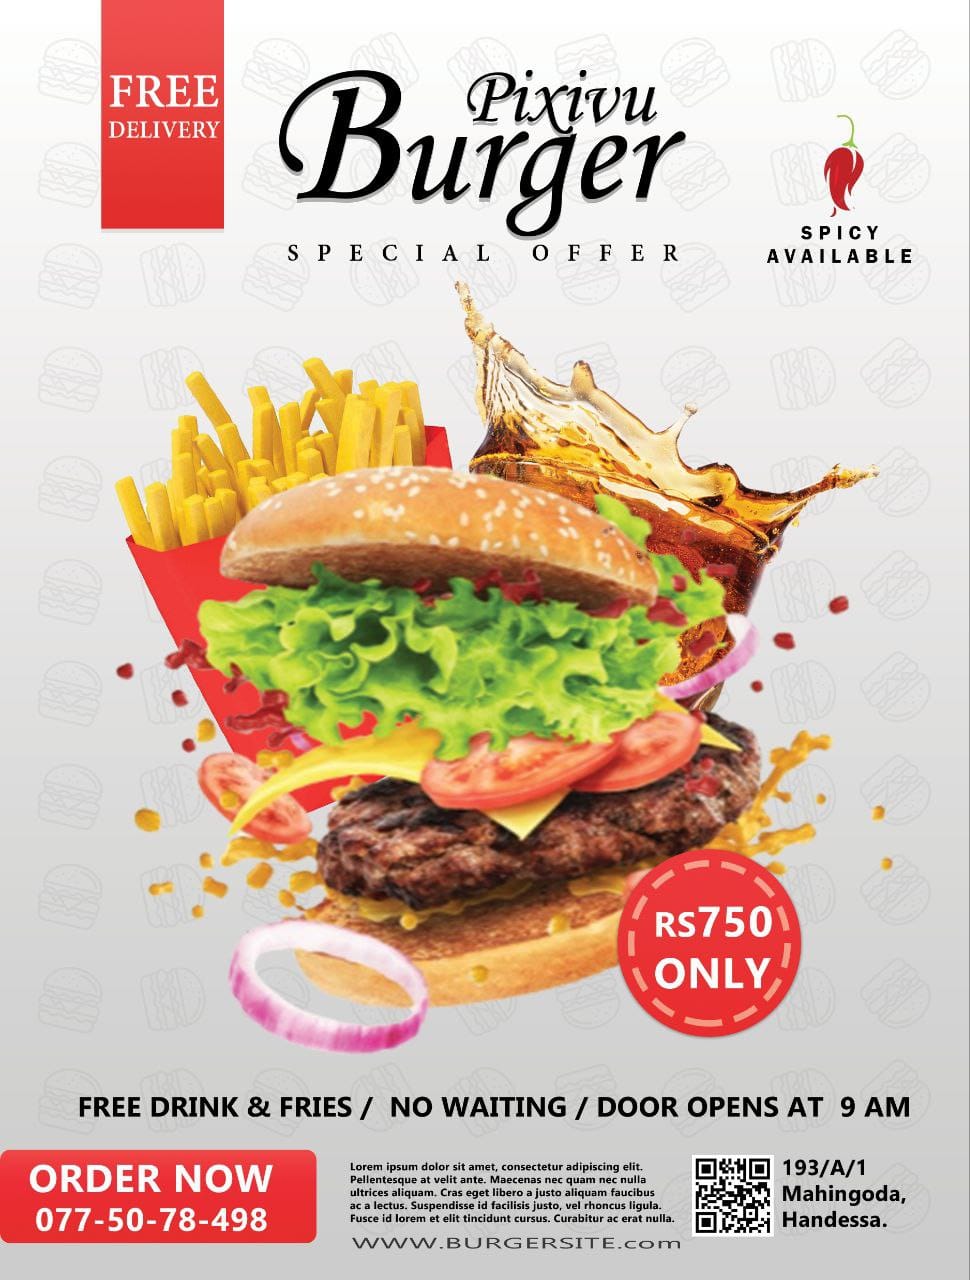 FREE
DELIVERY
Pixivu
Burger
SPECIAL OFFER
SPICY
AVAILABLE
RS750
ONLY
FREE DRINK & FRIES / NO WAITING / DOOR OPENS AT 9 AM
ORDER NOW
077-50-78-498
Lorem ipsum dolor sit amet, consectetur adipiscing elit.
Pellentesque at velit ante. Maecenas nec quam nec nulla
ultrices aliquam. Cras eget libero a justo aliquam faucibus
ac a lectus. Suspendisse id facilisis justo, vel rhoncus ligula.
Fusce id lorem et elit tincidunt cursus. Curabitur ac erat nulla.
WWW.BURGERSITE.com
193/A/1
Mahingoda,
Handessa.